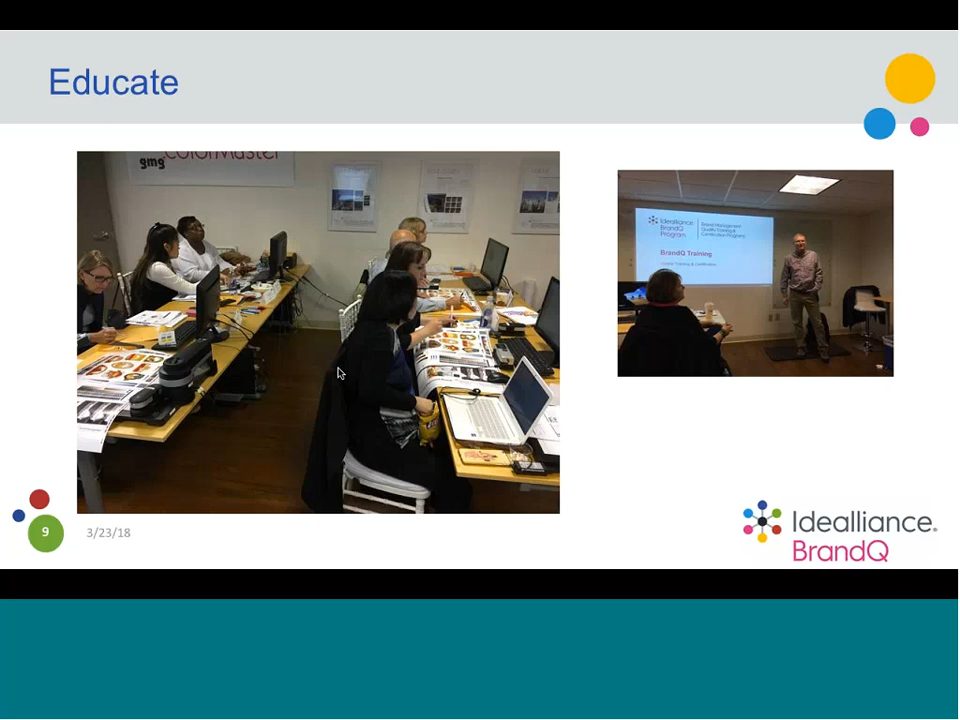 Educate
gmg ColorMaster
Idealliance
BrandQ
Program
Brand Management
Quality Training &
Certification Programs
BrandQ Training
9
3/23/18
Idealliance®
BrandQ